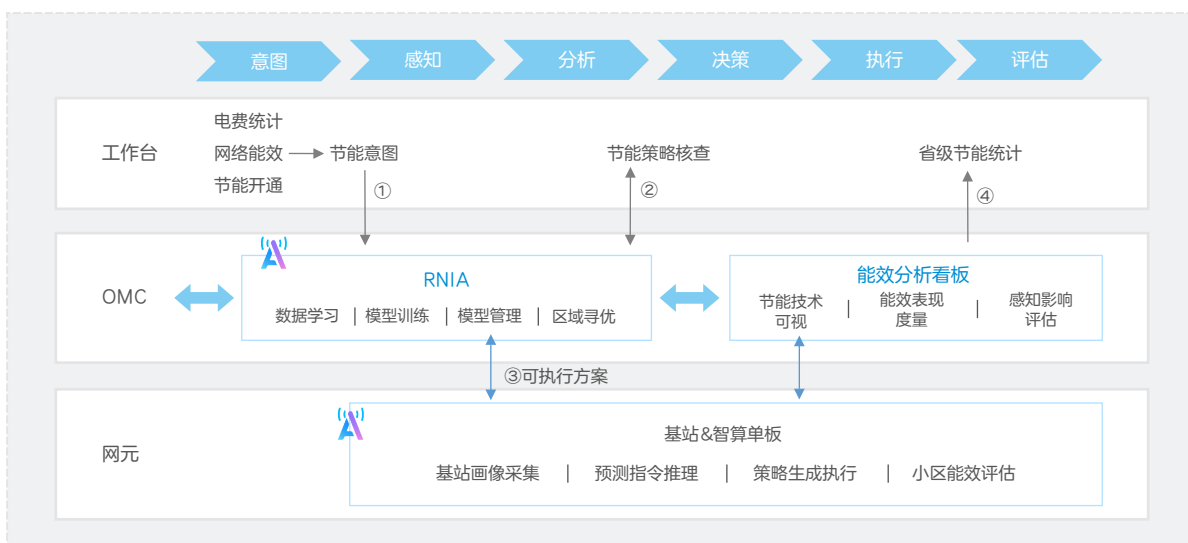 意图
感知
分析
决策
执行
评估
工作台
电费统计
网络能效
节能开通
节能意图
①
节能策略核查
②
省级节能统计
④
OMC
RNIA
数据学习 | 模型训练 | 模型管理 | 区域寻优
能效分析看板
节能技术
可视
|
能效表现
度量
|
感知影响
评估
③可执行方案
网元
基站&智算单板
基站画像采集 | 预测指令推理 | 策略生成执行 | 小区能效评估